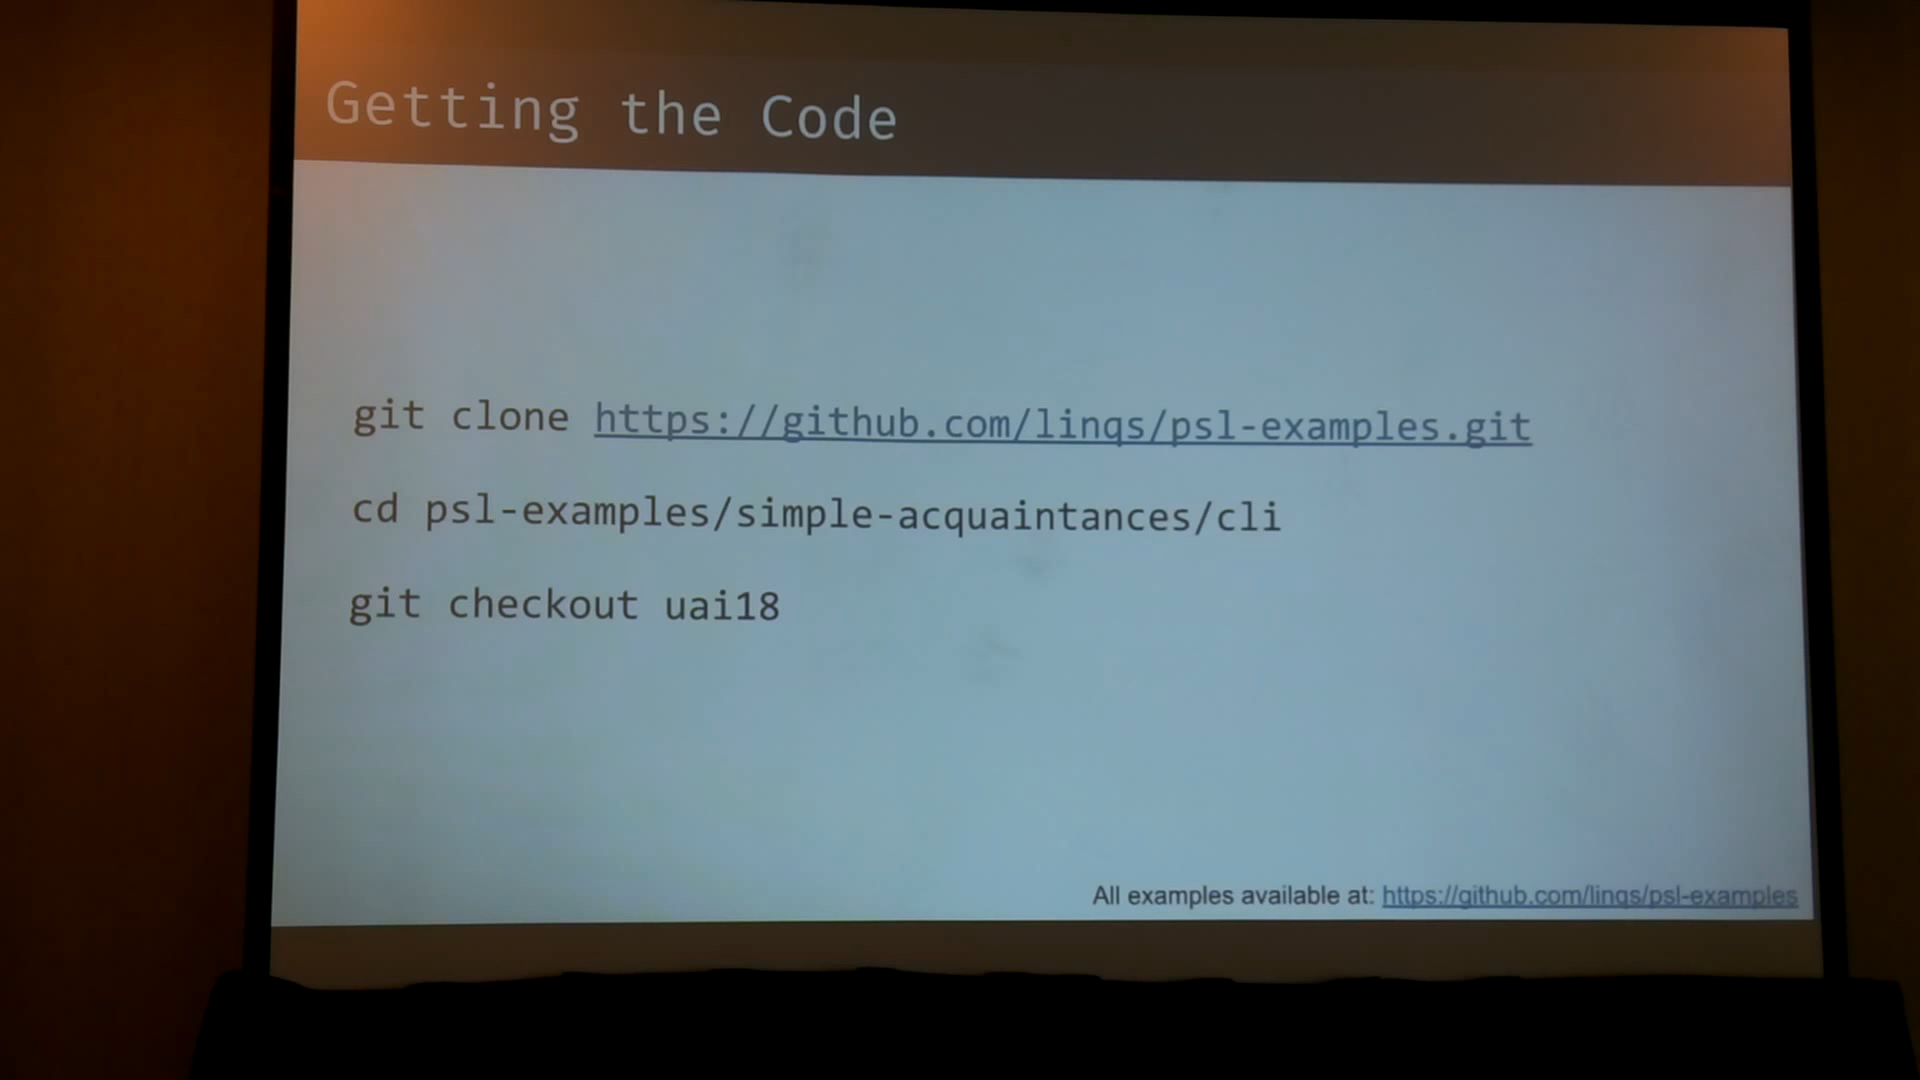 Getting the Code
git clone https://github.com/linqs/psl-examples.git
cd psl-examples/simple-acquaintances/cli
git checkout uai18
All examples available at: https://github.com/linqs/psl-examples